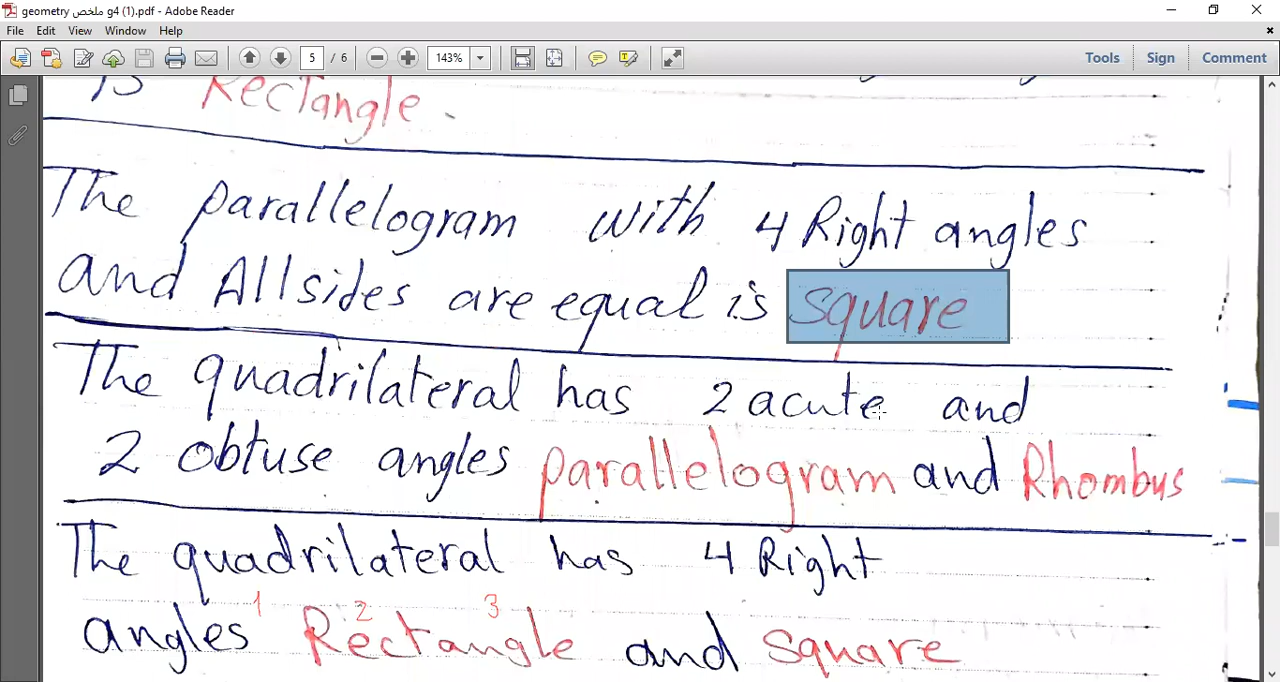 geometry ملخص g4 (1).pdf - Adobe Reader
File Edit View Window Help
5 / 6 143% Tools Sign Comment
is Rectangle.
The parallelogram with 4 Right angles
and All sides are equal is square
The quadrilateral has 2 acute and
2 obtuse angles parallelogram and Rhombus
The quadrilateral has 4 Right
1 2 3
angles Rectangle and square